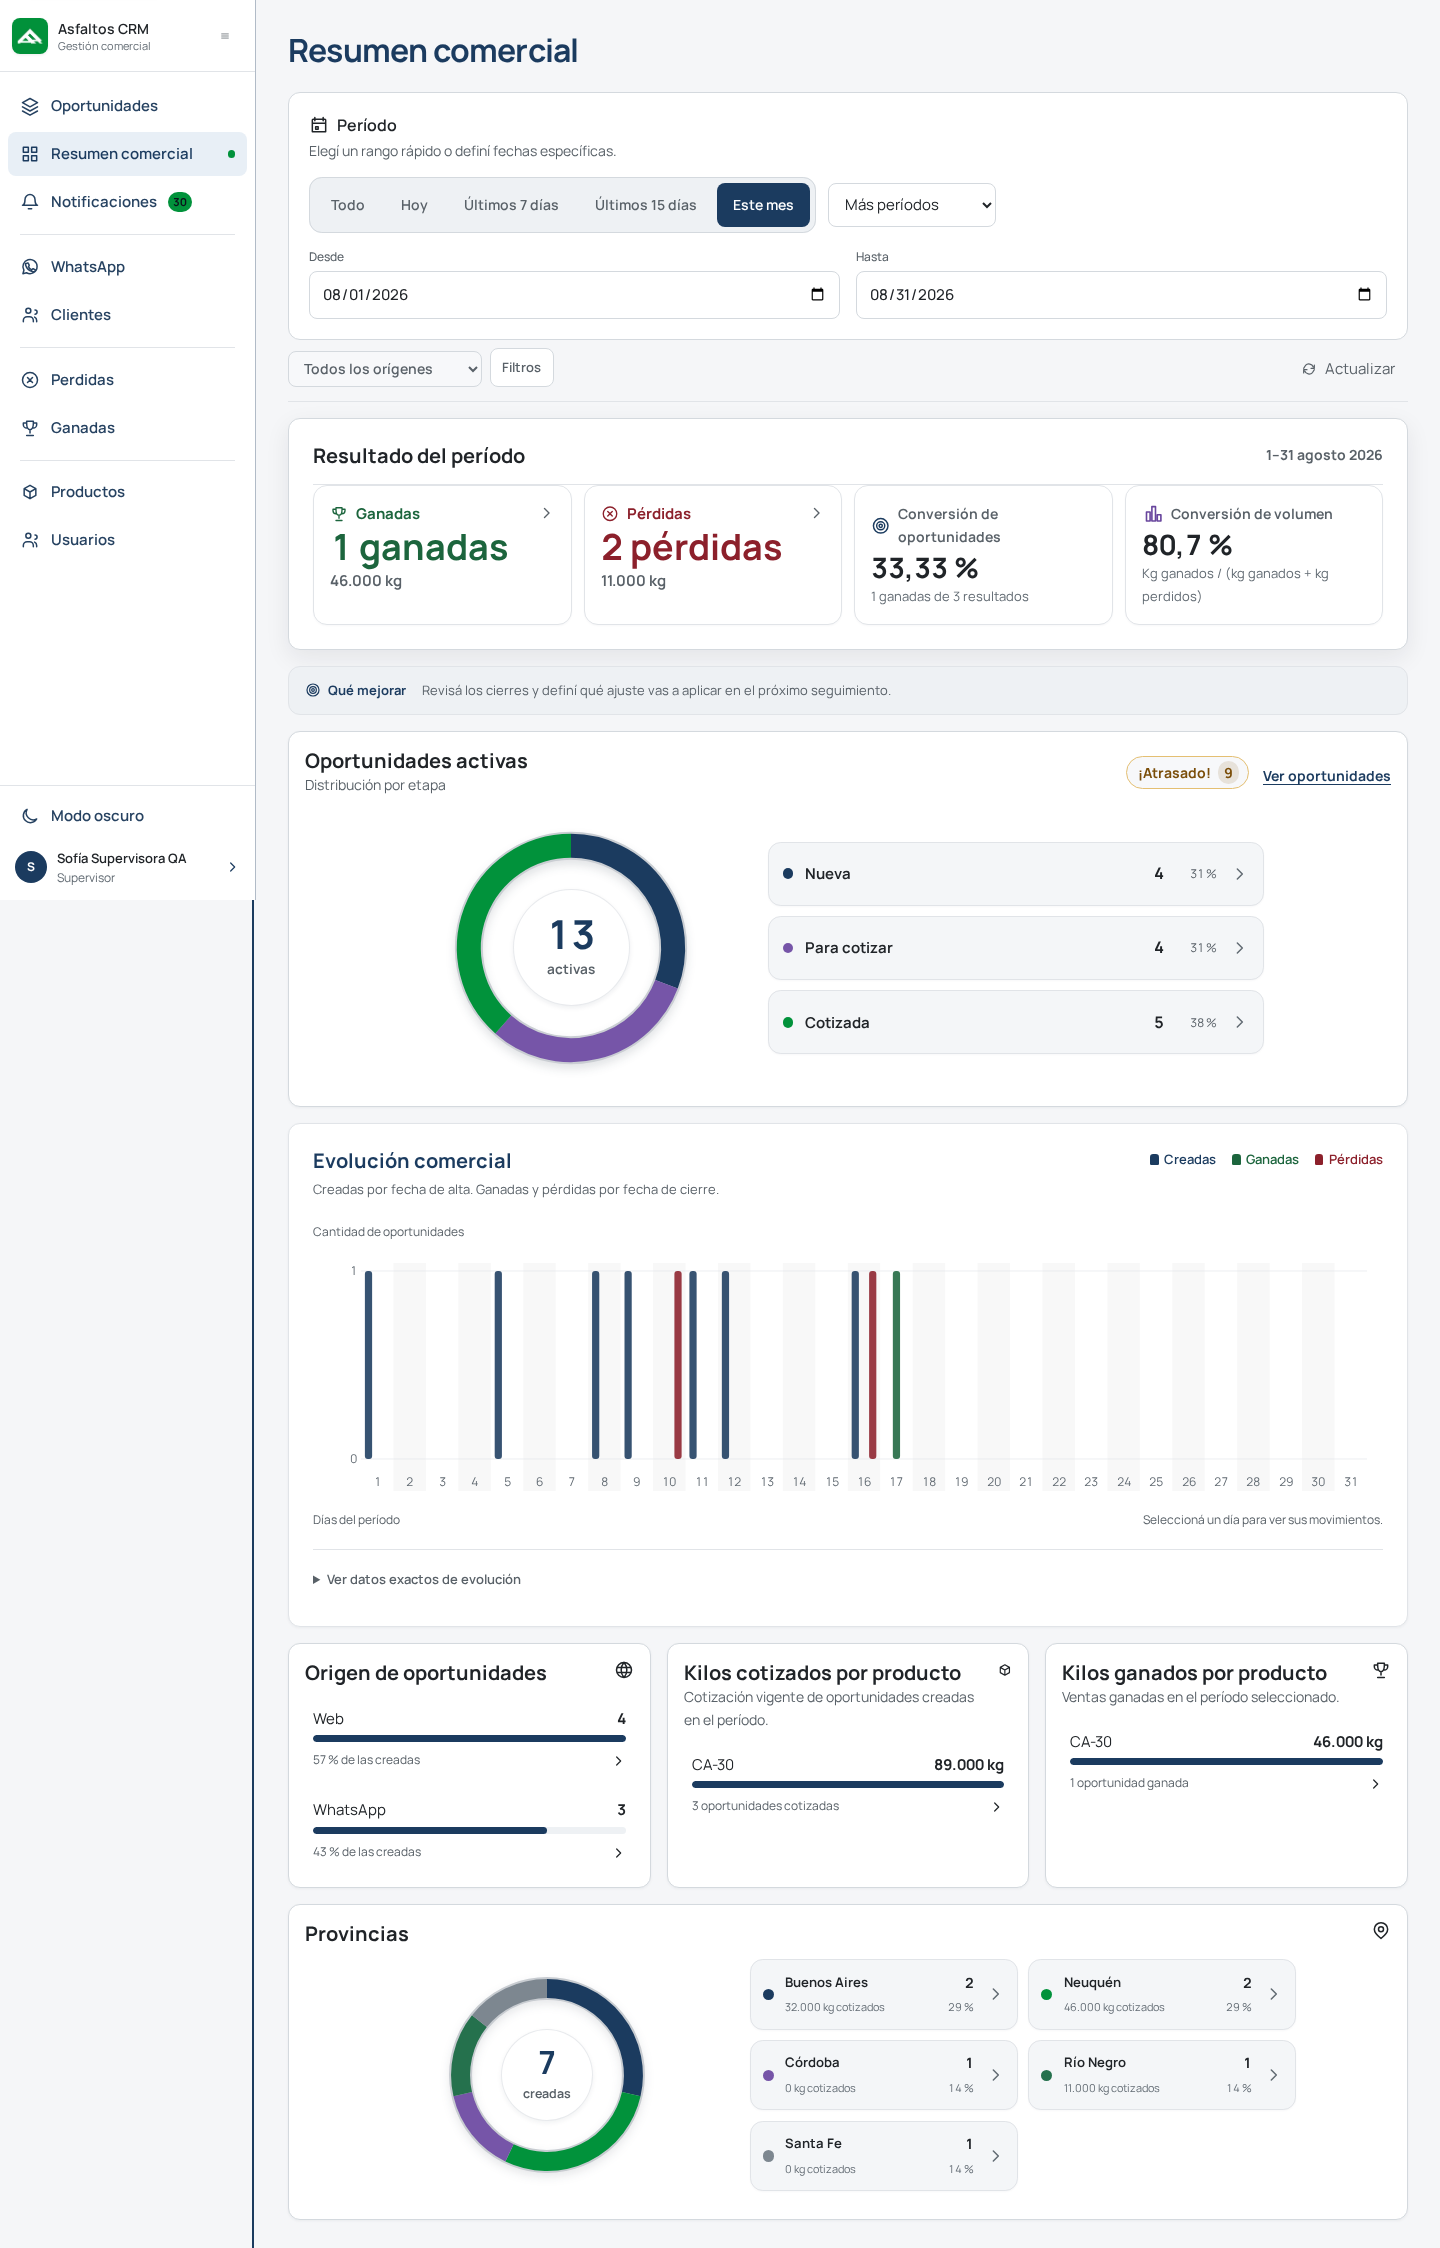 Asfaltos CRM
Gestión comercial
Oportunidades
Resumen comercial
Notificaciones 30
WhatsApp
Clientes
Perdidas
Ganadas
Productos
Usuarios
Modo oscuro
S
Sofía Supervisora QA
Supervisor
Resumen comercial
Período
Elegí un rango rápido o definí fechas específicas.
Todo Hoy Últimos 7 días Últimos 15 días Este mes Más períodos
Desde Hasta
08/01/2026 08/31/2026
Todos los orígenes Filtros Actualizar
Resultado del período 1–31 agosto 2026
Ganadas
1 ganadas
46.000 kg
Pérdidas
2 pérdidas
11.000 kg
Conversión de
oportunidades
33,33 %
1 ganadas de 3 resultados
Conversión de volumen
80,7 %
Kg ganados / (kg ganados + kg
perdidos)
Qué mejorar Revisá los cierres y definí qué ajuste vas a aplicar en el próximo seguimiento.
Oportunidades activas
Distribución por etapa
¡Atrasado! 9 Ver oportunidades
13
activas
Nueva 4 31 %
Para cotizar 4 31 %
Cotizada 5 38 %
Evolución comercial
Creadas Ganadas Pérdidas
Creadas por fecha de alta. Ganadas y pérdidas por fecha de cierre.
Cantidad de oportunidades
1
0
1 2 3 4 5 6 7 8 9 10 11 12 13 14 15 16 17 18 19 20 21 22 23 24 25 26 27 28 29 30 31
Días del período Seleccioná un día para ver sus movimientos.
Ver datos exactos de evolución
Origen de oportunidades
Web 4
57 % de las creadas
WhatsApp 3
43 % de las creadas
Kilos cotizados por producto
Cotización vigente de oportunidades creadas
en el período.
CA-30 89.000 kg
3 oportunidades cotizadas
Kilos ganados por producto
Ventas ganadas en el período seleccionado.
CA-30 46.000 kg
1 oportunidad ganada
Provincias
7
creadas
Buenos Aires 2
32.000 kg cotizados 29 %
Neuquén 2
46.000 kg cotizados 29 %
Córdoba 1
0 kg cotizados 14 %
Río Negro 1
11.000 kg cotizados 14 %
Santa Fe 1
0 kg cotizados 14 %